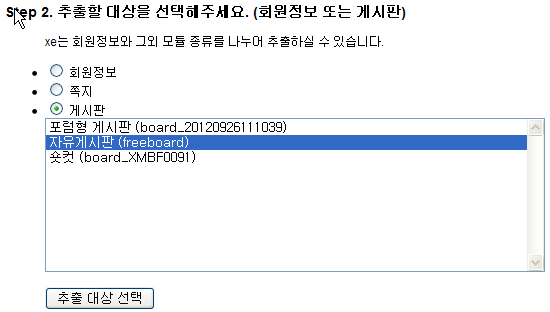 Step 2. 추출할 대상을 선택해주세요. (회원정보 또는 게시판)
xe는 회원정보와 그외 모듈 종류를 나누어 추출하실 수 있습니다.
회원정보
쪽지
게시판
포럼형 게시판 (board_20120926111039)
자유게시판 (freeboard)
숏컷 (board_XMBF0091)
추출 대상 선택